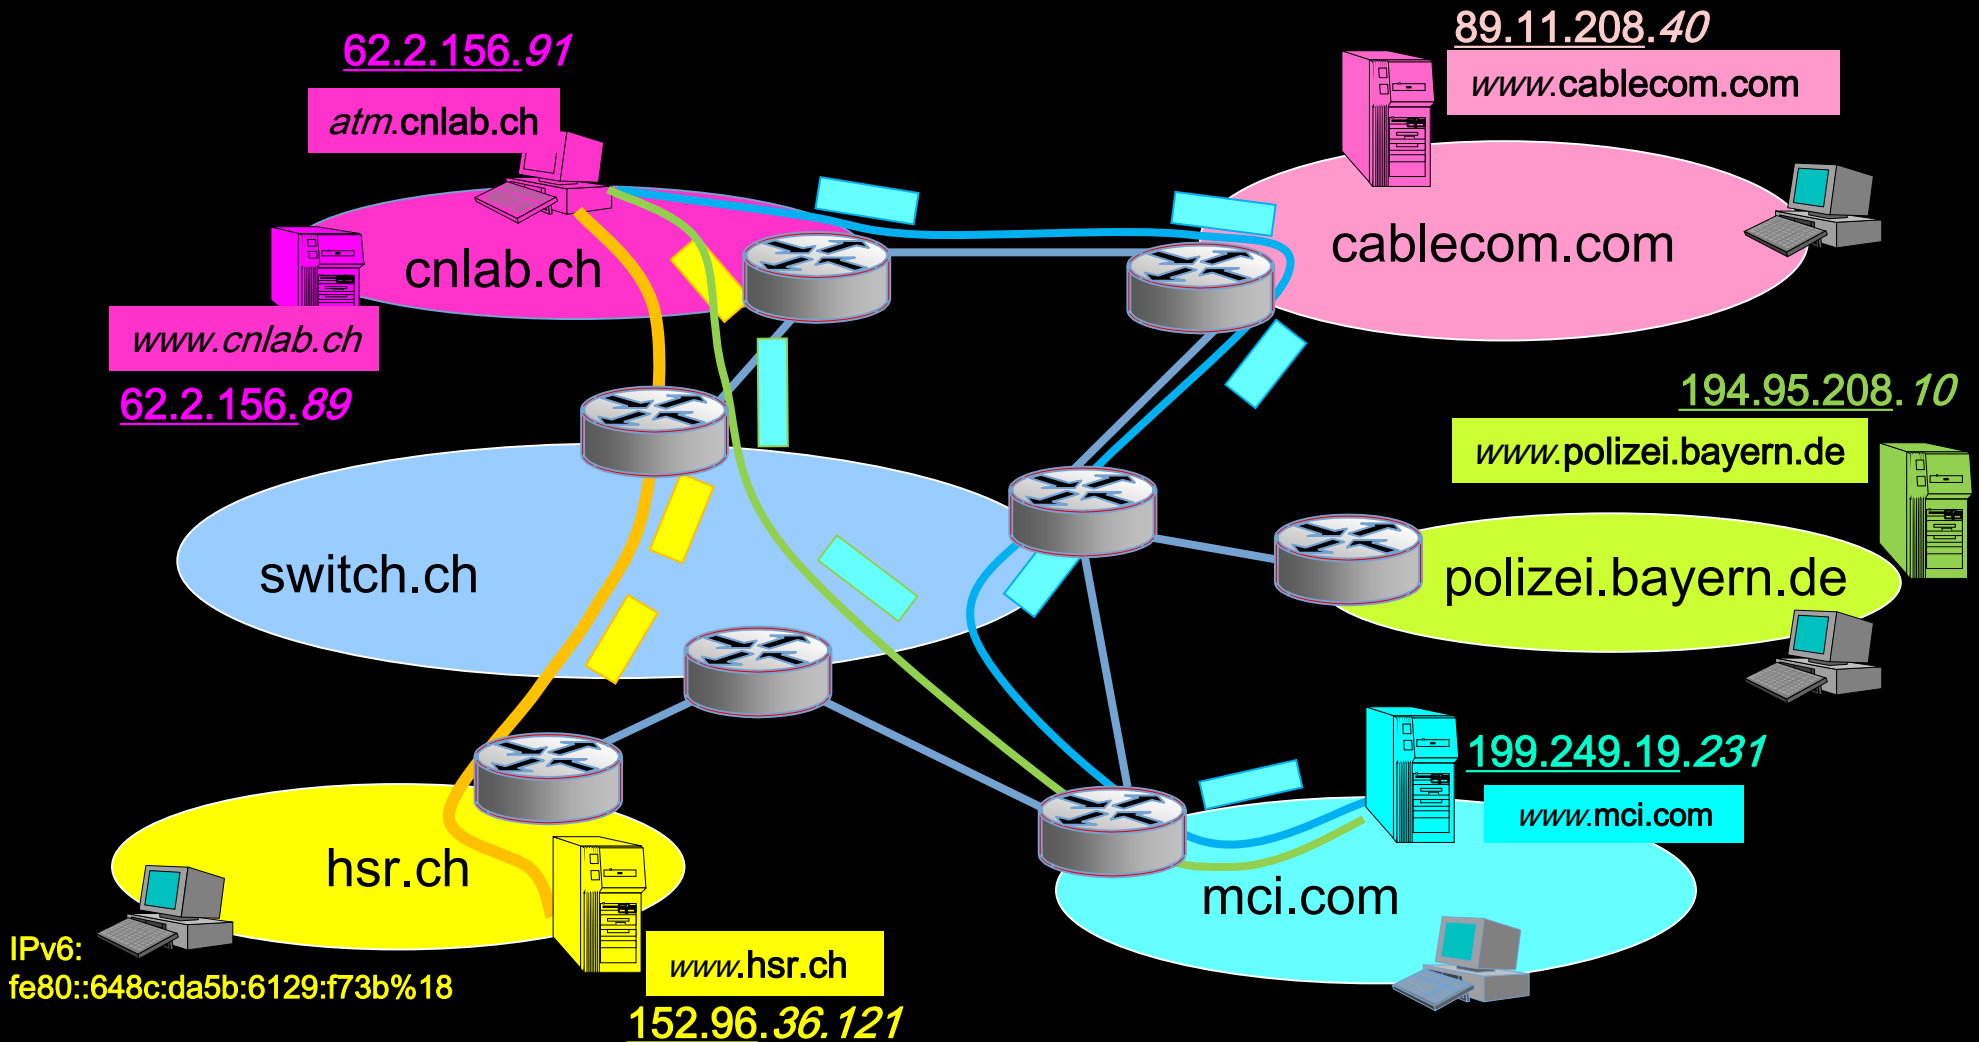 89.11.208.40
62.2.156.91
www.cablecom.com
atm.cnlab.ch
cablecom.com
cnlab.ch
www.cnlab.ch
62.2.156.89
194.95.208.10
www.polizei.bayern.de
switch.ch
polizei.bayern.de
199.249.19.231
www.mci.com
hsr.ch
mci.com
IPv6:
fe80::648c:da5b:6129:f73b%18
www.hsr.ch
152.96.36.121